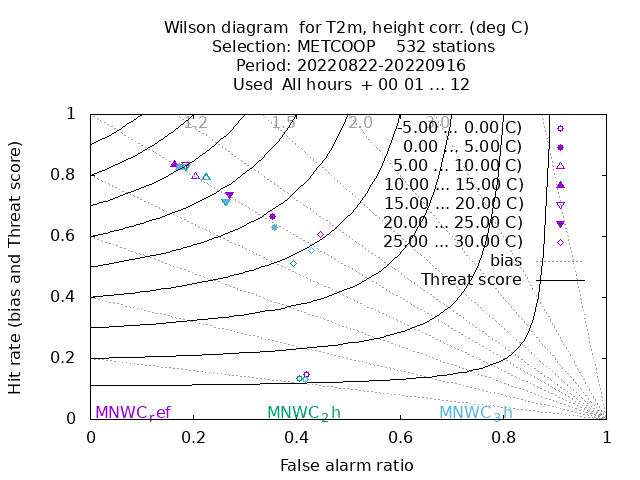 Wilson diagram  for T2m, height corr. (deg C)
Selection: METCOOP    532 stations
Period: 20220822-20220916
Used  All hours  + 00 01 ... 12
1.2 1.5 2.0
-5.00 ... 0.00 C)
0.00 ... 5.00 C)
5.00 ... 10.00 C)
10.00 ... 15.00 C)
15.00 ... 20.00 C)
20.00 ... 25.00 C)
25.00 ... 30.00 C)
bias
Threat score
Hit rate (bias and Threat score)
1
0.8
0.6
0.4
0.2
0
MNWCref MNWC2h MNWC3h
0 0.2 0.4 0.6 0.8 1
False alarm ratio